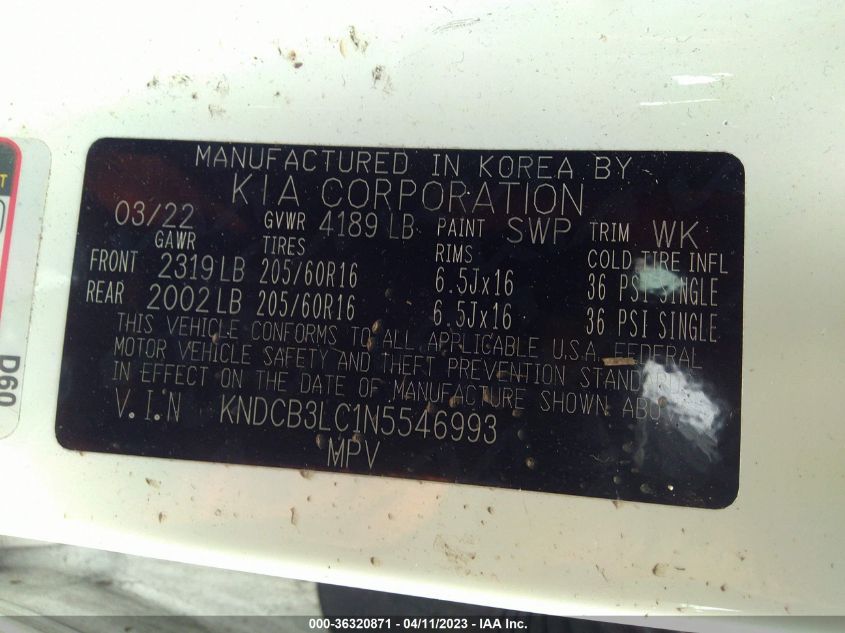 MANUFACTURED IN KOREA BY
KIA CORPORATION
03/22 GVWR 4189 LB PAINT SWP TRIM WK
GAWR TIRES RIMS COLD TIRE INFL
FRONT 2319 LB 205/60R16 6.5Jx16 36 PSI SINGLE
REAR 2002 LB 205/60R16 6.5Jx16 36 PSI SINGLE
THIS VEHICLE CONFORMS TO ALL APPLICABLE U.S.A. FEDERAL
MOTOR VEHICLE SAFETY AND THEFT PREVENTION STANDARDS
IN EFFECT ON THE DATE OF MANUFACTURE SHOWN
V.I.N KNDCB3LC1N5546993
MPV
D60
000-36320871 - 04/11/2023 - IAA Inc.